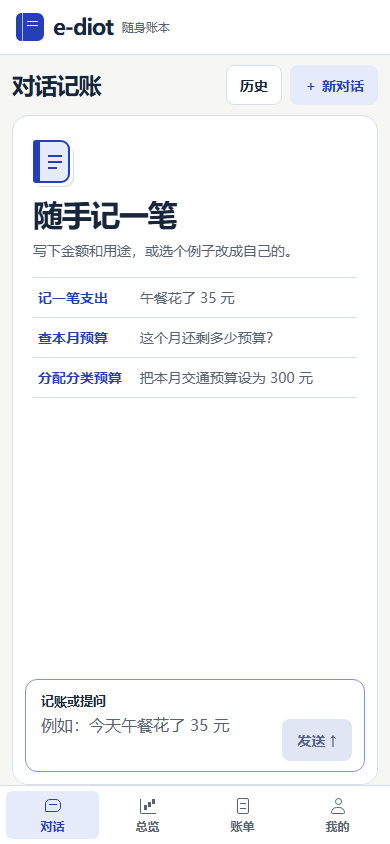 e-diot 随身账本
对话记账 历史 + 新对话
随手记一笔
写下金额和用途，或选个例子改成自己的。
记一笔支出 午餐花了 35 元
查本月预算 这个月还剩多少预算?
分配分类预算 把本月交通预算设为 300 元
记账或提问
例如：今天午餐花了 35 元
发送 ↑
对话 总览 账单 我的